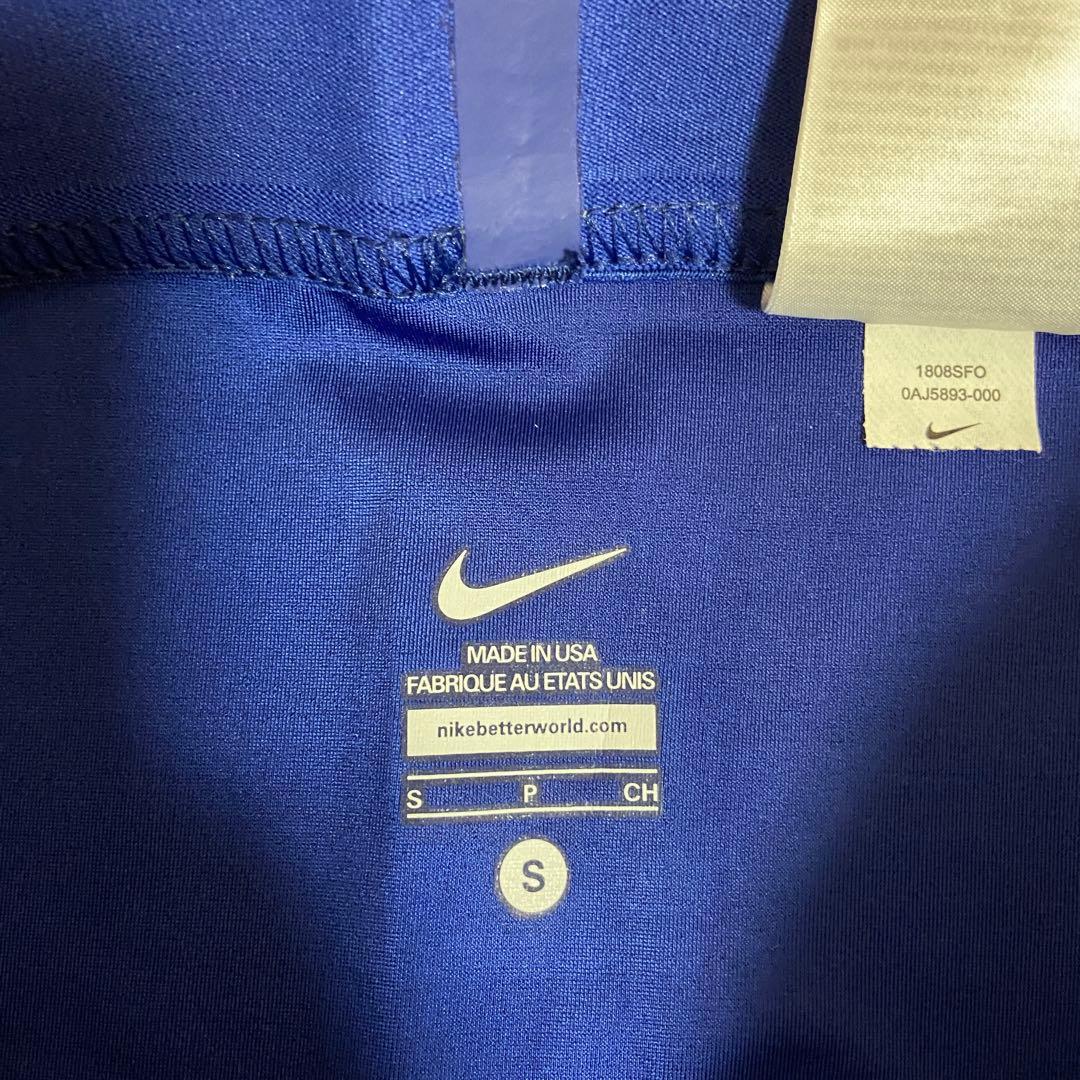 1808SFO
0AJ5893-000
MADE IN USA
FABRIQUE AU ETATS UNIS
nikebetterworld.com
S P CH
S